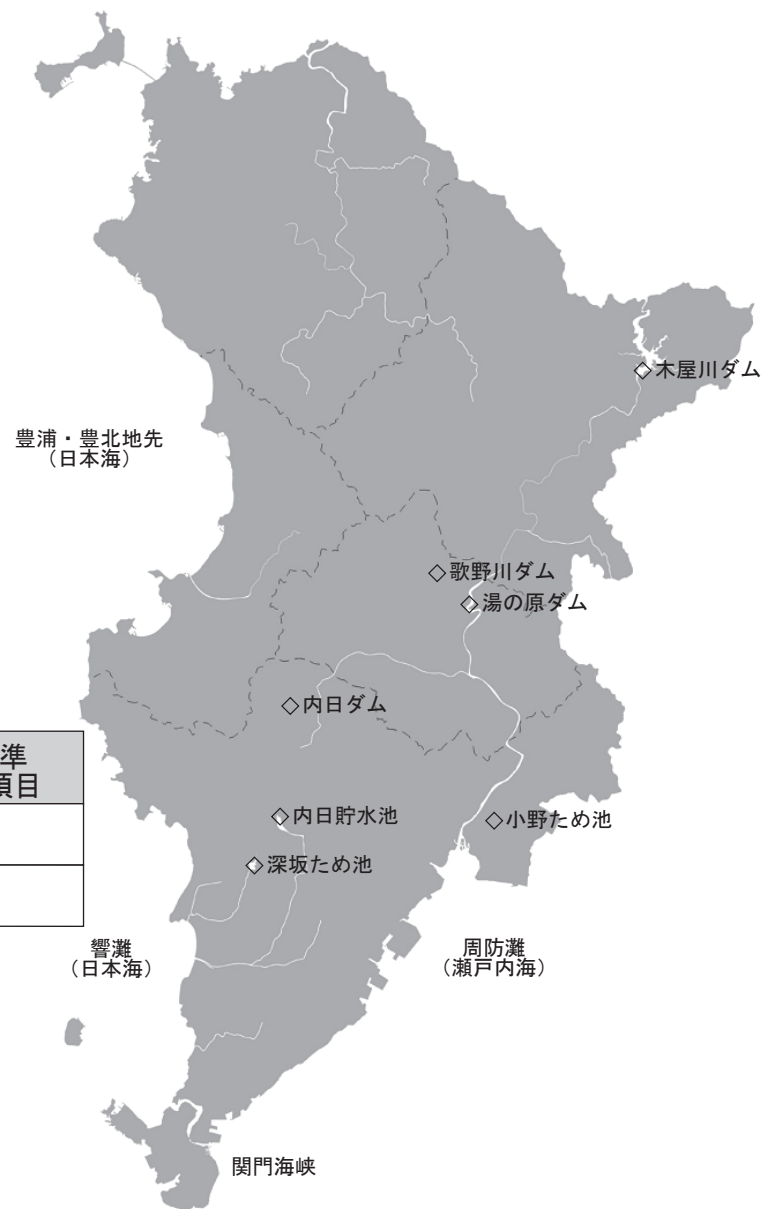 木屋川ダム
豊浦・豊北地先
（日本海）
歌野川ダム
湯の原ダム
内日ダム
準
項目
内日貯水池
小野ため池
深坂ため池
響灘
（日本海）
周防灘
（瀬戸内海）
関門海峡